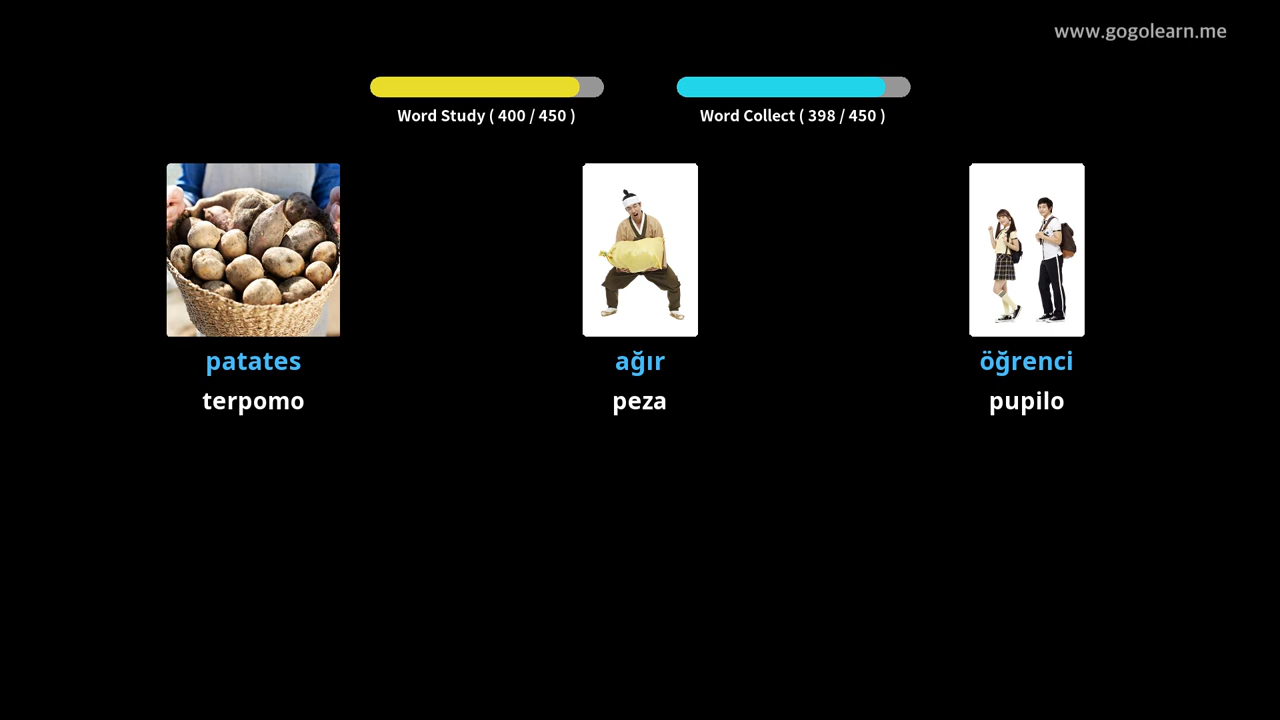 www.gogolearn.me
Word Study ( 400 / 450 )
Word Collect ( 398 / 450 )
patates
terpomo
ağır
peza
öğrenci
pupilo